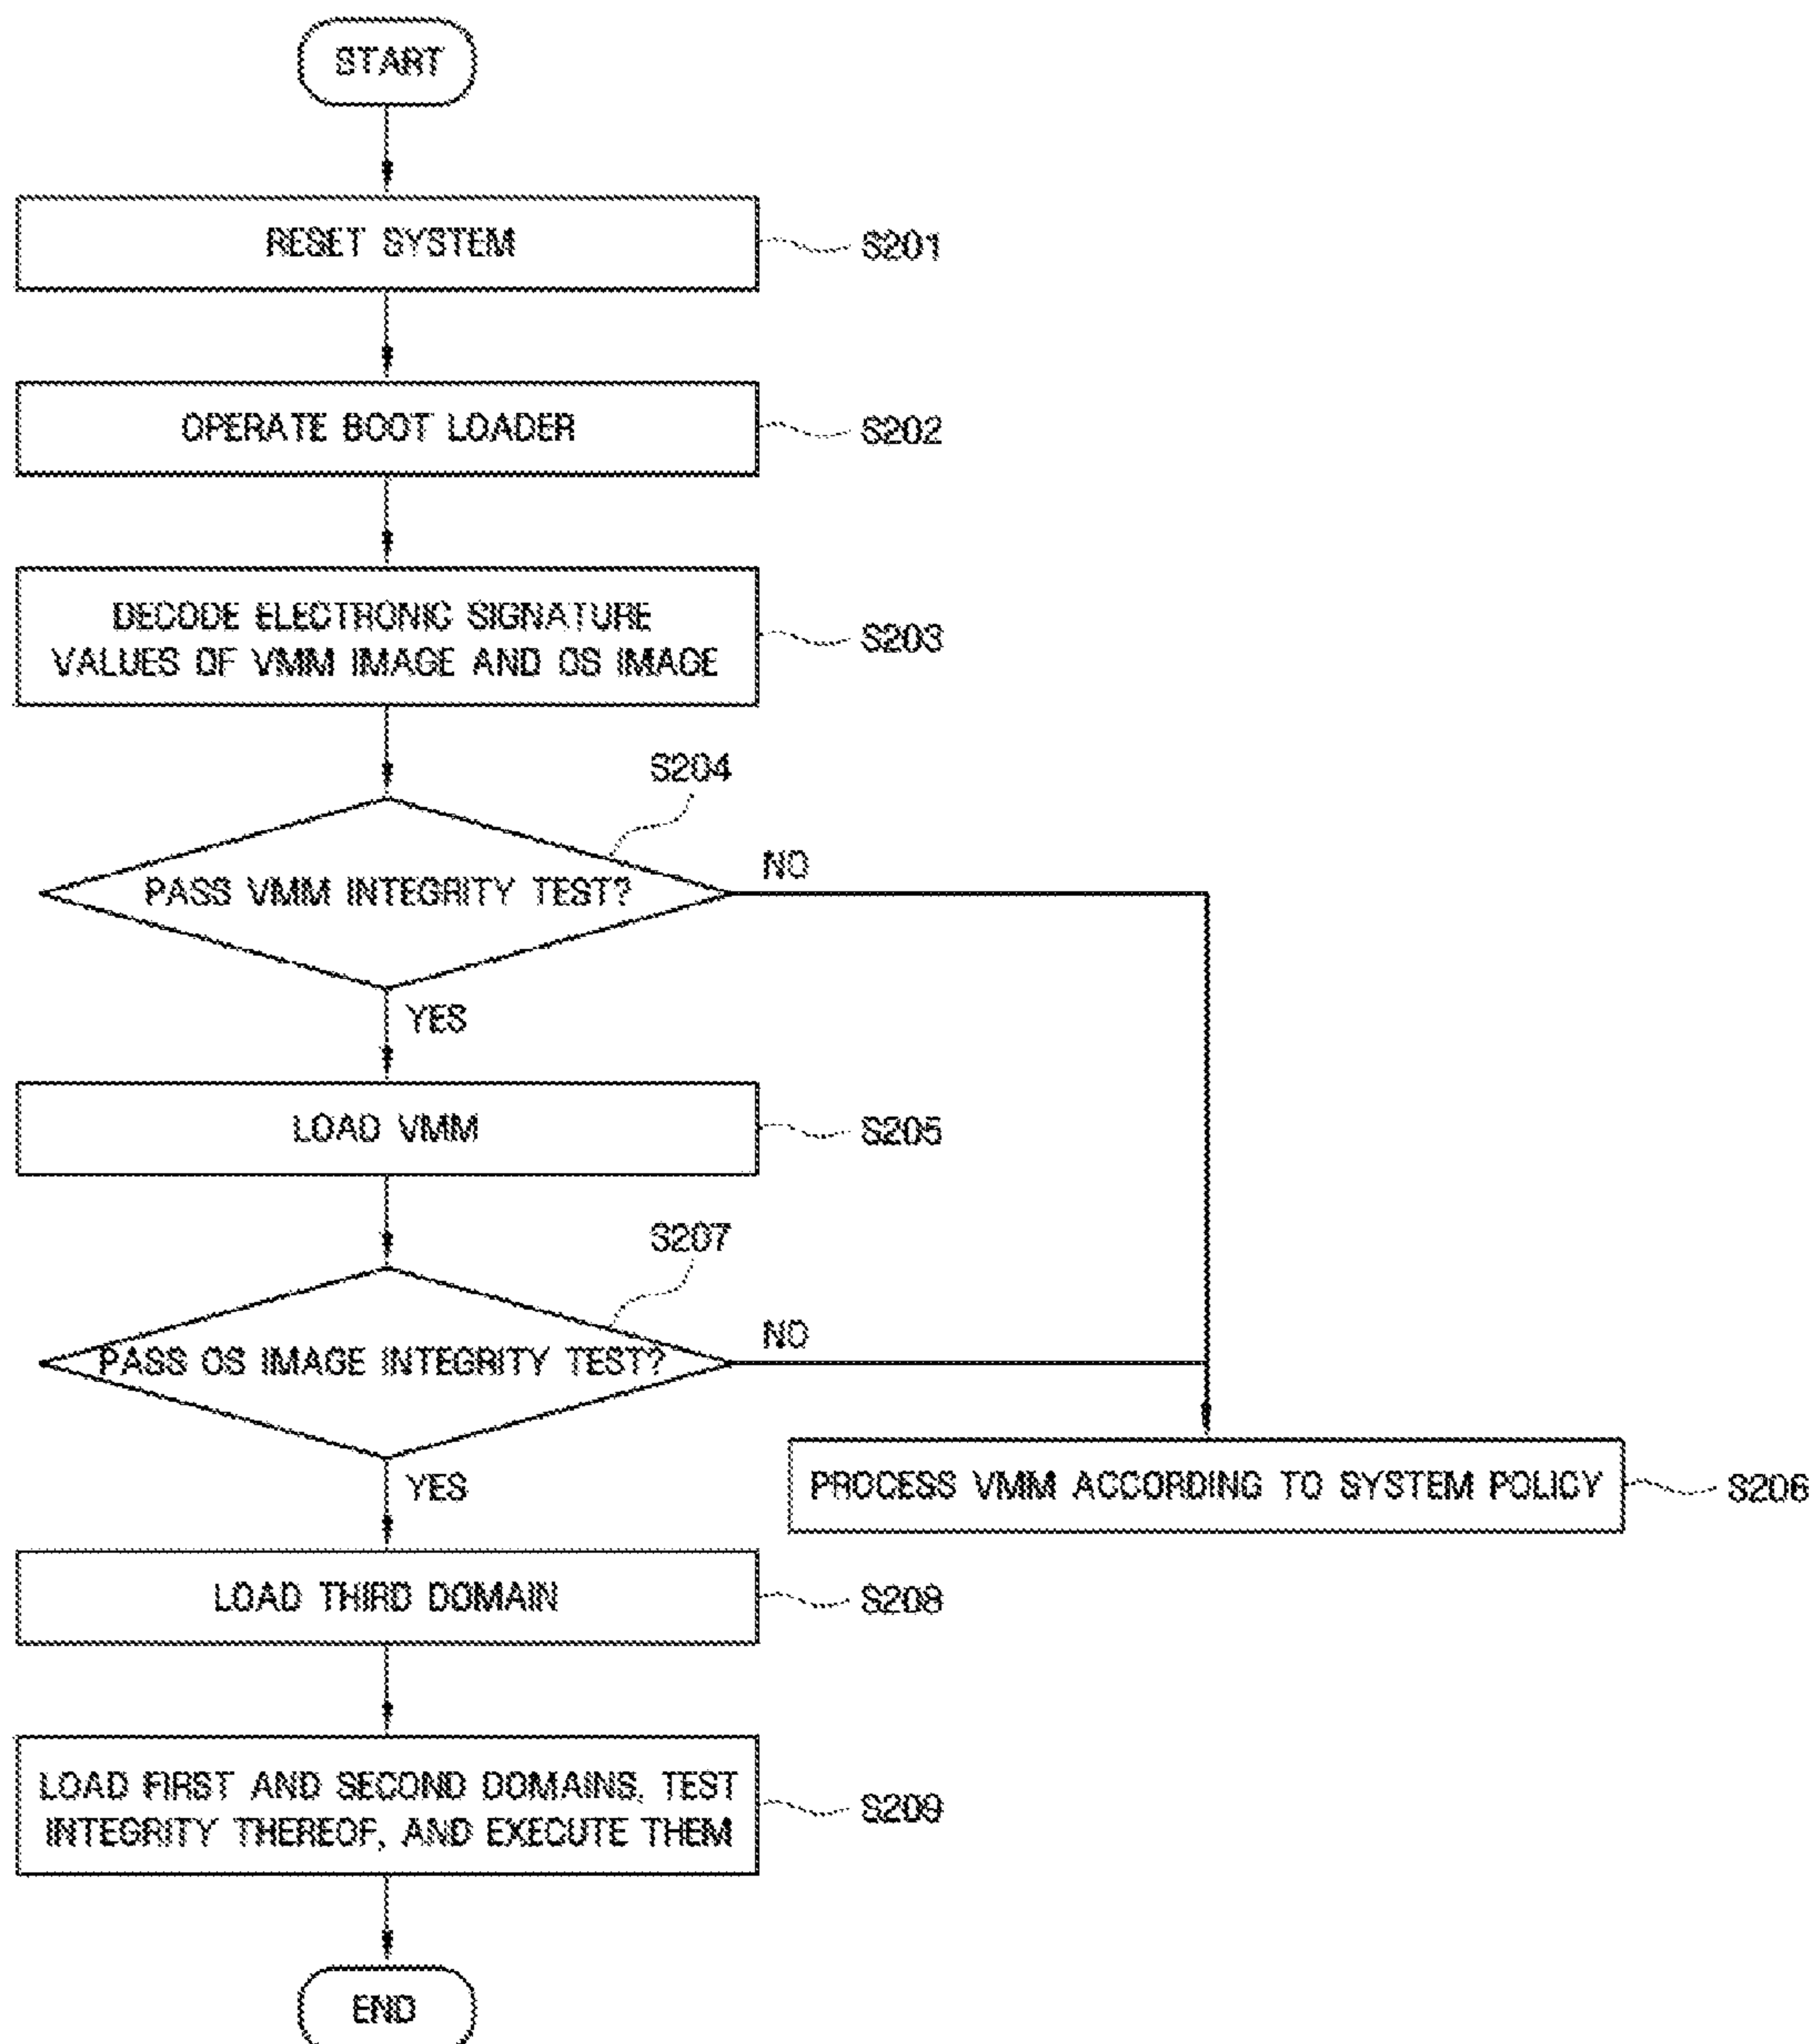 START
RESET SYSTEM
S201
OPERATE BOOT LOADER
S202
DECODE ELECTRONIC SIGNATURE
VALUES OF VMM IMAGE AND OS IMAGE
S203
S204
PASS VMM INTEGRITY TEST?
NO
YES
LOAD VMM
S205
S207
PASS OS IMAGE INTEGRITY TEST?
NO
YES
PROCESS VMM ACCORDING TO SYSTEM POLICY
S206
LOAD THIRD DOMAIN
S208
LOAD FIRST AND SECOND DOMAINS, TEST
INTEGRITY THEREOF, AND EXECUTE THEM
S209
END